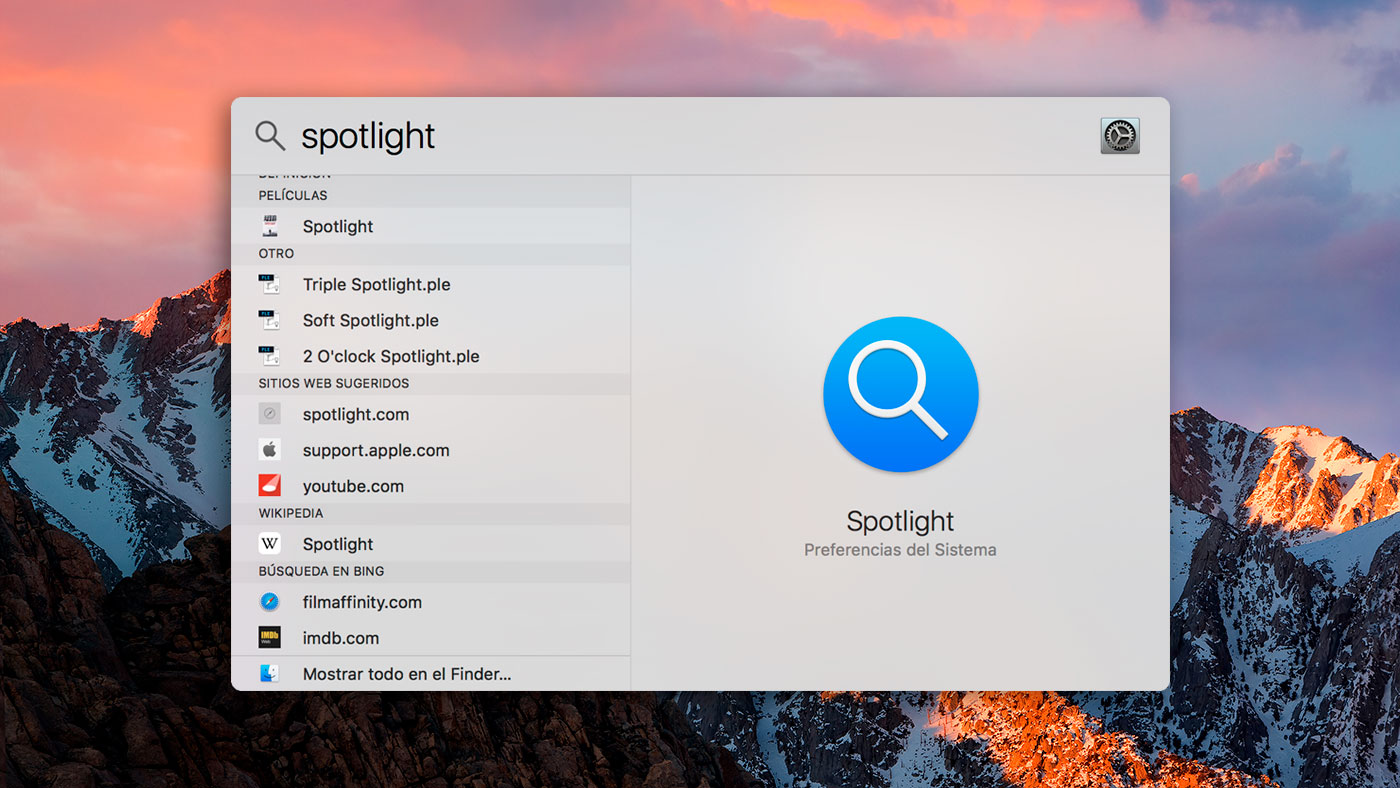 spotlight
DEFINICIÓN
PELÍCULAS
Spotlight
OTRO
Triple Spotlight.ple
Soft Spotlight.ple
2 O'clock Spotlight.ple
SITIOS WEB SUGERIDOS
spotlight.com
support.apple.com
youtube.com
WIKIPEDIA
W Spotlight
BÚSQUEDA EN BING
filmaffinity.com
IMDb imdb.com
Mostrar todo en el Finder...
Spotlight
Preferencias del Sistema